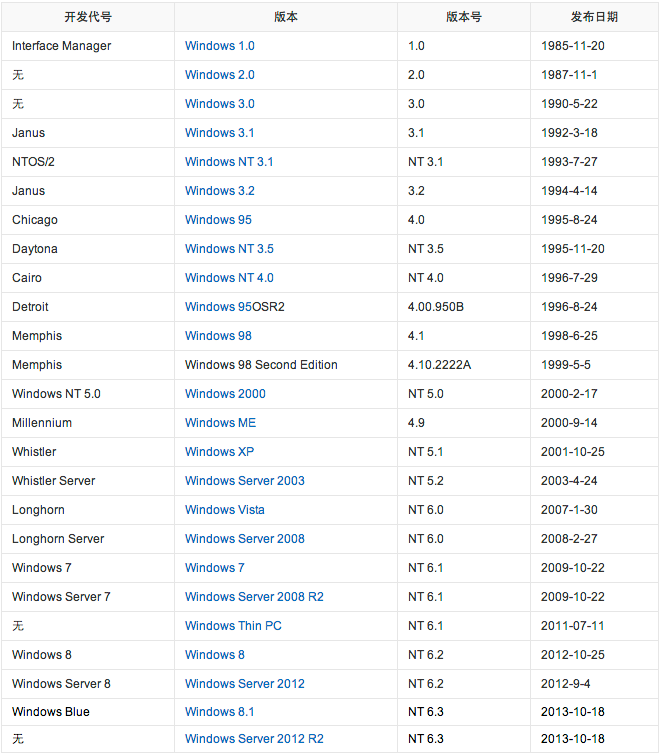 开发代号 版本 版本号 发布日期
Interface Manager Windows 1.0 1.0 1985-11-20
无 Windows 2.0 2.0 1987-11-1
无 Windows 3.0 3.0 1990-5-22
Janus Windows 3.1 3.1 1992-3-18
NTOS/2 Windows NT 3.1 NT 3.1 1993-7-27
Janus Windows 3.2 3.2 1994-4-14
Chicago Windows 95 4.0 1995-8-24
Daytona Windows NT 3.5 NT 3.5 1995-11-20
Cairo Windows NT 4.0 NT 4.0 1996-7-29
Detroit Windows 95OSR2 4.00.950B 1996-8-24
Memphis Windows 98 4.1 1998-6-25
Memphis Windows 98 Second Edition 4.10.2222A 1999-5-5
Windows NT 5.0 Windows 2000 NT 5.0 2000-2-17
Millennium Windows ME 4.9 2000-9-14
Whistler Windows XP NT 5.1 2001-10-25
Whistler Server Windows Server 2003 NT 5.2 2003-4-24
Longhorn Windows Vista NT 6.0 2007-1-30
Longhorn Server Windows Server 2008 NT 6.0 2008-2-27
Windows 7 Windows 7 NT 6.1 2009-10-22
Windows Server 7 Windows Server 2008 R2 NT 6.1 2009-10-22
无 Windows Thin PC NT 6.1 2011-07-11
Windows 8 Windows 8 NT 6.2 2012-10-25
Windows Server 8 Windows Server 2012 NT 6.2 2012-9-4
Windows Blue Windows 8.1 NT 6.3 2013-10-18
无 Windows Server 2012 R2 NT 6.3 2013-10-18